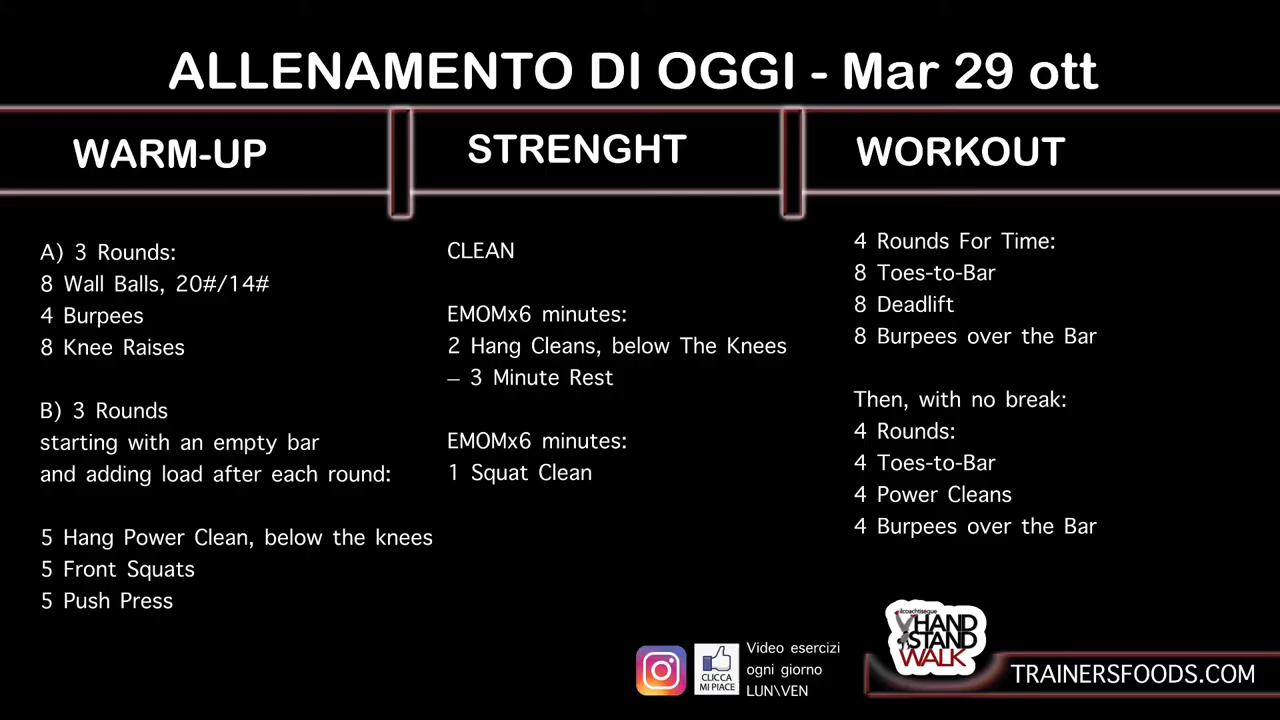 ALLENAMENTO DI OGGI - Mar 29 ott
WARM-UP
A) 3 Rounds:
8 Wall Balls, 20#/14#
4 Burpees
8 Knee Raises
B) 3 Rounds
starting with an empty bar
and adding load after each round:
5 Hang Power Clean, below the knees
5 Front Squats
5 Push Press
STRENGHT
CLEAN
EMOMx6 minutes:
2 Hang Cleans, below The Knees
– 3 Minute Rest
EMOMx6 minutes:
1 Squat Clean
WORKOUT
4 Rounds For Time:
8 Toes-to-Bar
8 Deadlift
8 Burpees over the Bar
Then, with no break:
4 Rounds:
4 Toes-to-Bar
4 Power Cleans
4 Burpees over the Bar
CLICCA
MI PIACE
Video esercizi
ogni giorno
LUN\VEN
ilcoachtisegue
HAND
STAND
WALK
TRAINERSFOODS.COM